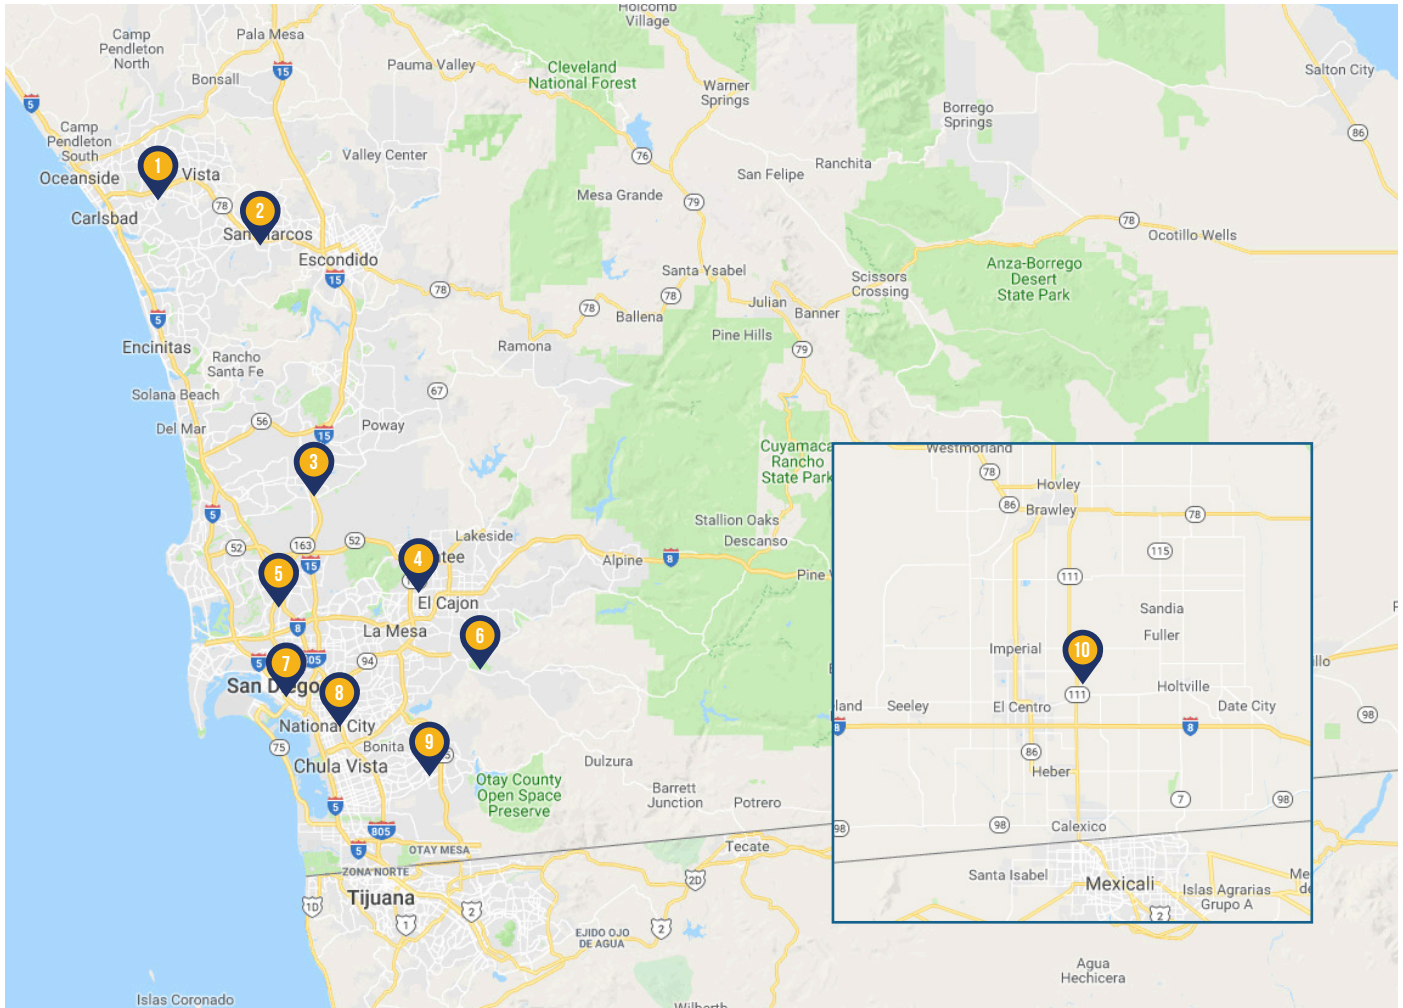 Holcomb
Village
Camp
Pendleton
North
Pala Mesa
15
Pauma Valley
Cleveland
National Forest
Salton City
Bonsall
Warner
Springs
5
Borrego
Springs
Camp
Pendleton
South
86
Valley Center
76
Ranchita
1
Oceanside
Vista
San Felipe
Mesa Grande
79
78
2
Carlsbad
78
San Marcos
Ocotillo Wells
Escondido
Anza-Borrego
Desert
State Park
Santa Ysabel
15
Scissors
Crossing
78
78
78
Julian
Banner
Ballena
5
Pine Hills
Encinitas
Ramona
79
Rancho
Santa Fe
67
Solana Beach
56
Poway
Del Mar
15
Cuyamaca
Rancho
State Park
3
5
Stallion Oaks
Descanso
Lakeside
52
163
52
15
4
tee
Alpine
8
Pine V
5
El Cajon
8
La Mesa
6
5
805
94
7
San Diego
8
National City
75
Bonita
9
Chula Vista
Otay County
Open Space
Preserve
Dulzura
Barrett
Junction
Potrero
5
805
5
OTAY MESA
ZONA NORTE
Tecate
Tijuana
2D
1D
1
2
2
EJIDO OJO
DE AGUA
Islas Coronado
Agua
Hechicera
Westmorland
78
Hovley
86
Brawley
78
115
111
Sandia
Fuller
Imperial
10
111
Holtville
land
Seeley
El Centro
Date City
8
8
86
Heber
7
98
98
98
Calexico
Santa Isabel
Mexicali
Islas Agrarias
Grupo A
2
llo
98
Me
de